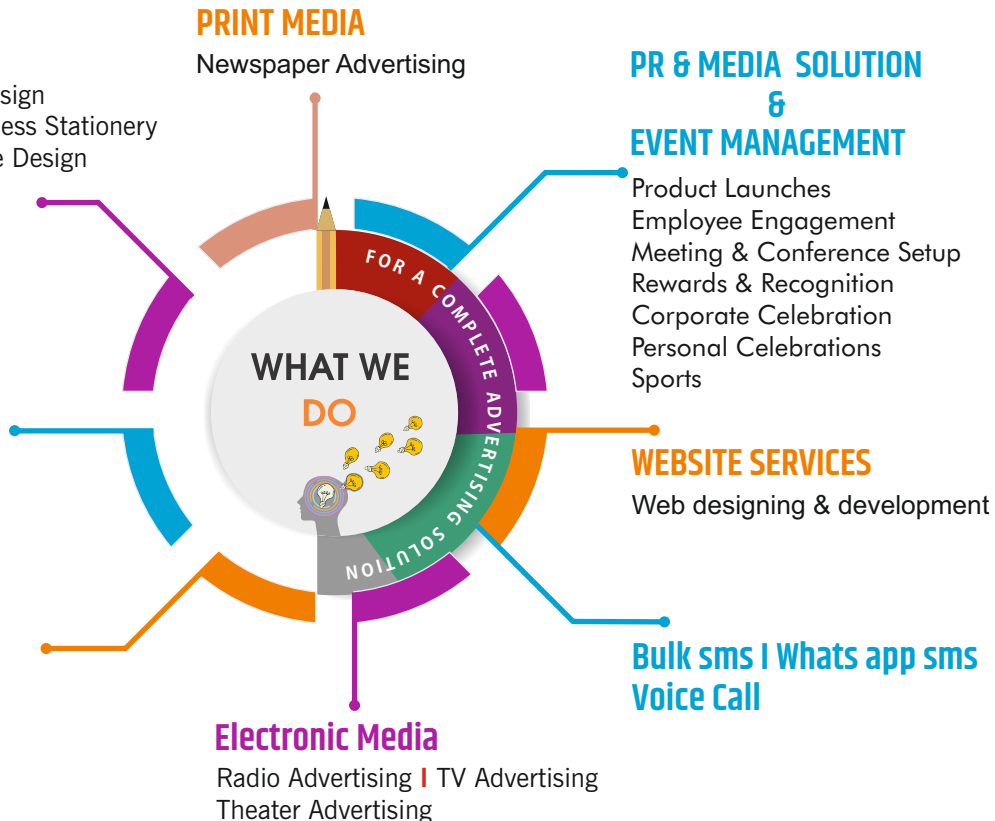 PRINT MEDIA
Newspaper Advertising
sign
ess Stationery
e Design
PR & MEDIA SOLUTION
&
EVENT MANAGEMENT
Product Launches
Employee Engagement
Meeting & Conference Setup
Rewards & Recognition
Corporate Celebration
Personal Celebrations
Sports
FOR A COMPLETE ADVERTISING SOLUTION
WHAT WE
DO
WEBSITE SERVICES
Web designing & development
Bulk sms I Whats app sms
Voice Call
Electronic Media
Radio Advertising I TV Advertising
Theater Advertising